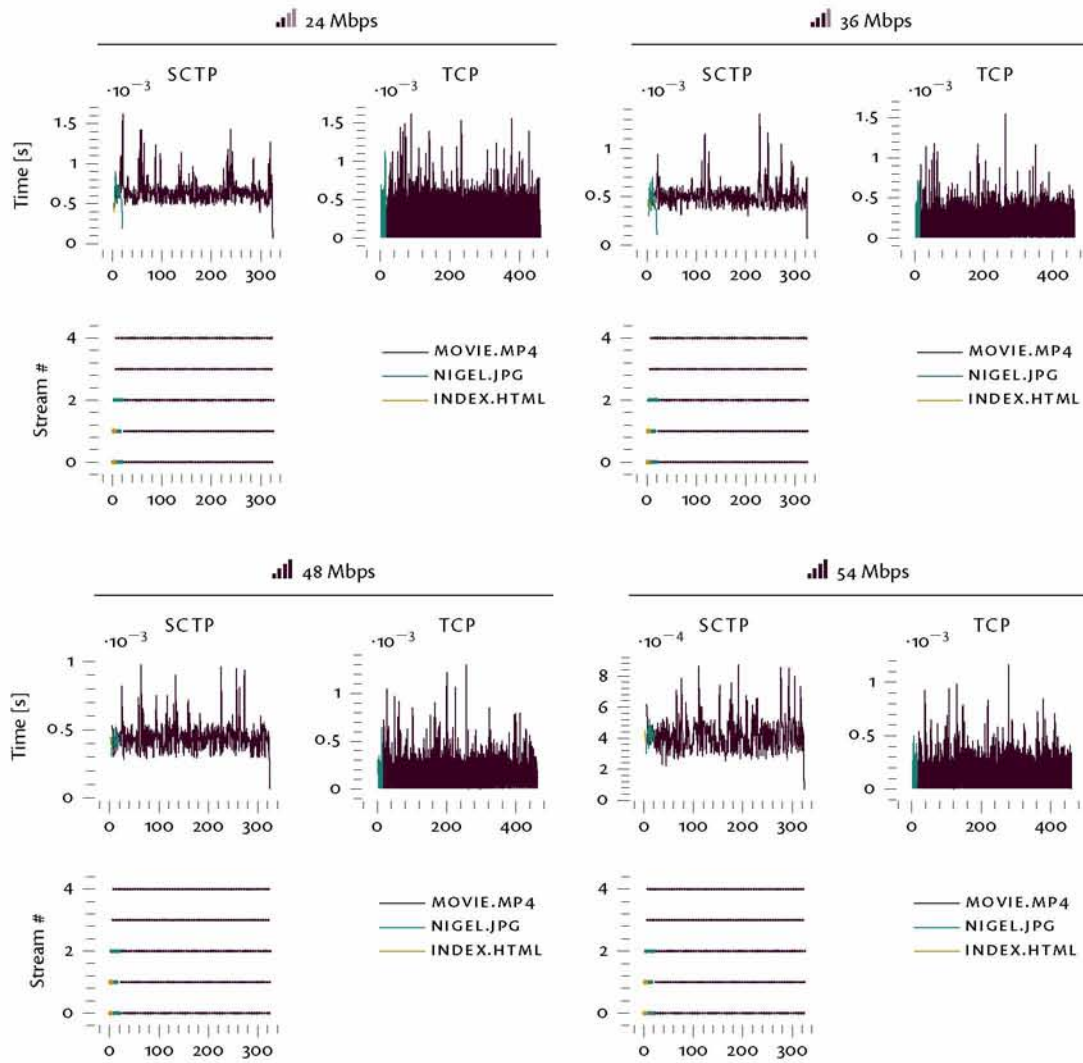 24 Mbps
36 Mbps
SCTP
TCP
SCTP
TCP
·10−3
·10−3
·10−3
·10−3
Time [s]
1.5
1
0.5
0
0 100 200 300
1.5
1
0.5
0
0 200 400
1
0.5
0
0 100 200 300
1.5
1
0.5
0
0 200 400
Stream #
4
2
0
0 100 200 300
MOVIE.MP4
NIGEL.JPG
INDEX.HTML
4
2
0
0 100 200 300
MOVIE.MP4
NIGEL.JPG
INDEX.HTML
48 Mbps
54 Mbps
SCTP
TCP
SCTP
TCP
·10−3
·10−3
·10−4
·10−3
Time [s]
1
0.5
0
0 100 200 300
1
0.5
0
0 200 400
8
6
4
2
0
0 100 200 300
1
0.5
0
0 200 400
Stream #
4
2
0
0 100 200 300
MOVIE.MP4
NIGEL.JPG
INDEX.HTML
4
2
0
0 100 200 300
MOVIE.MP4
NIGEL.JPG
INDEX.HTML